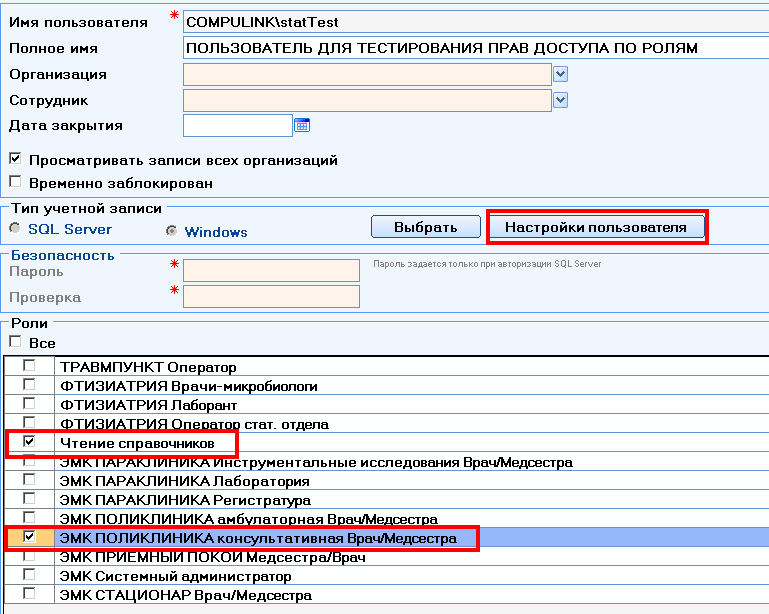 Имя пользователя * COMPULINK\statTest
Полное имя ПОЛЬЗОВАТЕЛЬ ДЛЯ ТЕСТИРОВАНИЯ ПРАВ ДОСТУПА ПО РОЛЯМ
Организация
Сотрудник
Дата закрытия
Просматривать записи всех организаций
Временно заблокирован
Тип учетной записи
SQL Server Windows Выбрать Настройки пользователя
Безопасность
Пароль * Пароль задается только при авторизации SQL Server
Проверка *
Роли
Все
ТРАВМПУНКТ Оператор
ФТИЗИАТРИЯ Врачи-микробиологи
ФТИЗИАТРИЯ Лаборант
ФТИЗИАТРИЯ Оператор стат. отдела
Чтение справочников
ЭМК ПАРАКЛИНИКА Инструментальные исследования Врач/Медсестра
ЭМК ПАРАКЛИНИКА Лаборатория
ЭМК ПАРАКЛИНИКА Регистратура
ЭМК ПОЛИКЛИНИКА амбулаторная Врач/Медсестра
ЭМК ПОЛИКЛИНИКА консультативная Врач/Медсестра
ЭМК ПРИЕМНЫЙ ПОКОЙ Медсестра/Врач
ЭМК Системный администратор
ЭМК СТАЦИОНАР Врач/Медсестра